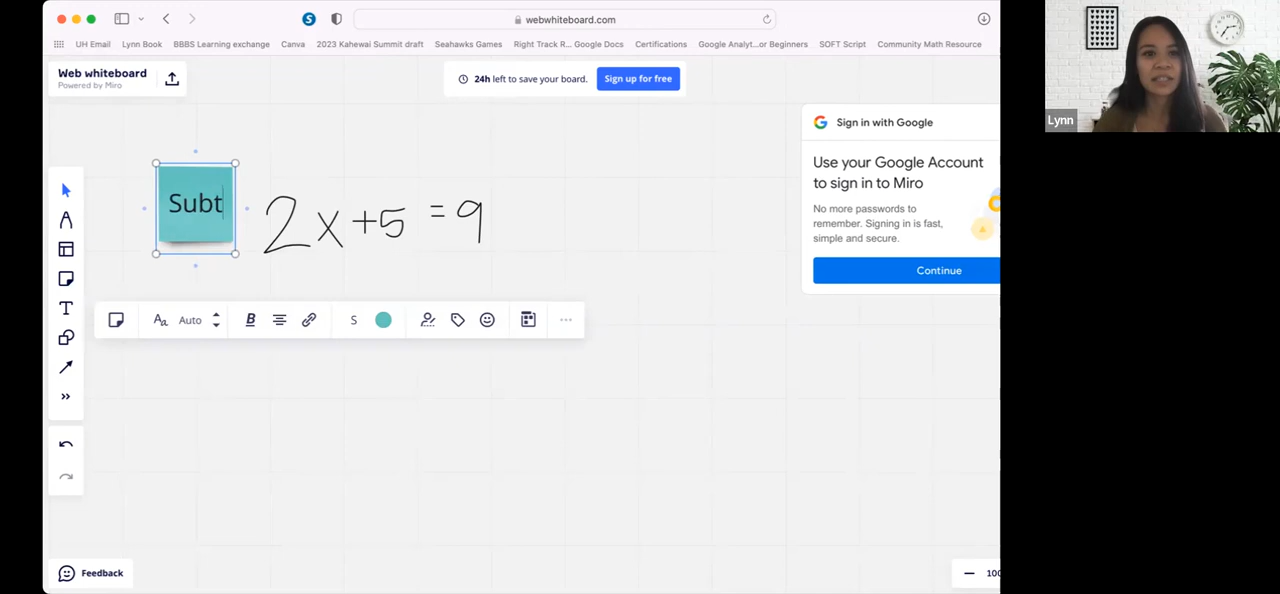 webwhiteboard.com
UH Email Lynn Book BBBS Learning exchange Canva 2023 Kahewai Summit draft Seahawks Games Right Track R... Google Docs Certifications Google Analyt...or Beginners SOFT Script Community Math Resource
Web whiteboard
Powered by Miro
24h left to save your board.
Sign up for free
Sign in with Google
Use your Google Account
to sign in to Miro
No more passwords to
remember. Signing in is fast,
simple and secure.
Continue
Subt
2x+5 = 9
Auto
B
S
Feedback
100
Lynn